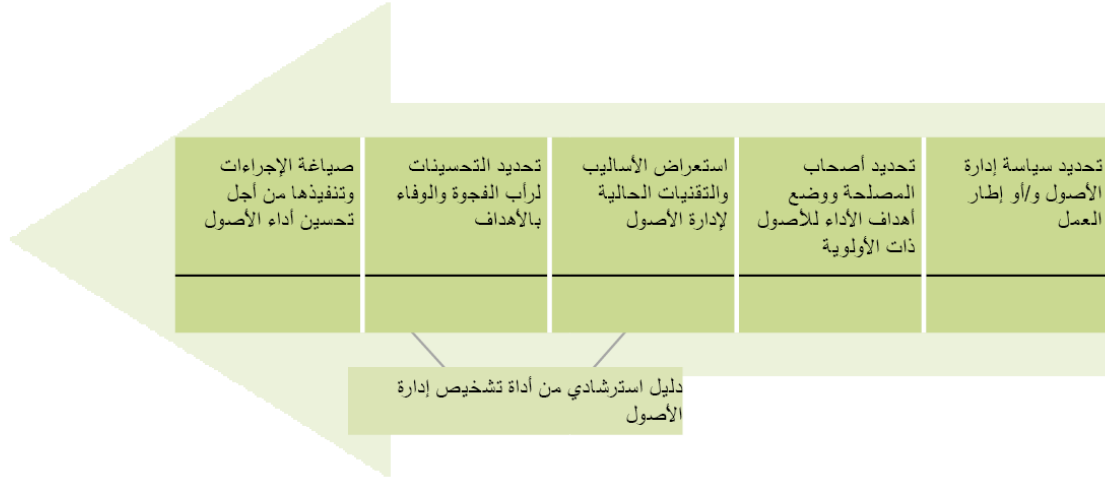 تحديد سياسة إدارة
الأصول و/أو إطار
العمل
تحديد أصحاب
المصلحة ووضع
أهداف الأداء للأصول
ذات الأولوية
استعراض الأساليب
والتقنيات الحالية
لإدارة الأصول
تحديد التحسينات
لرأب الفجوة والوفاء
بالأهداف
صياغة الإجراءات
وتنفيذها من أجل
تحسين أداء الأصول
دليل استرشادي من أداة تشخيص إدارة
الأصول